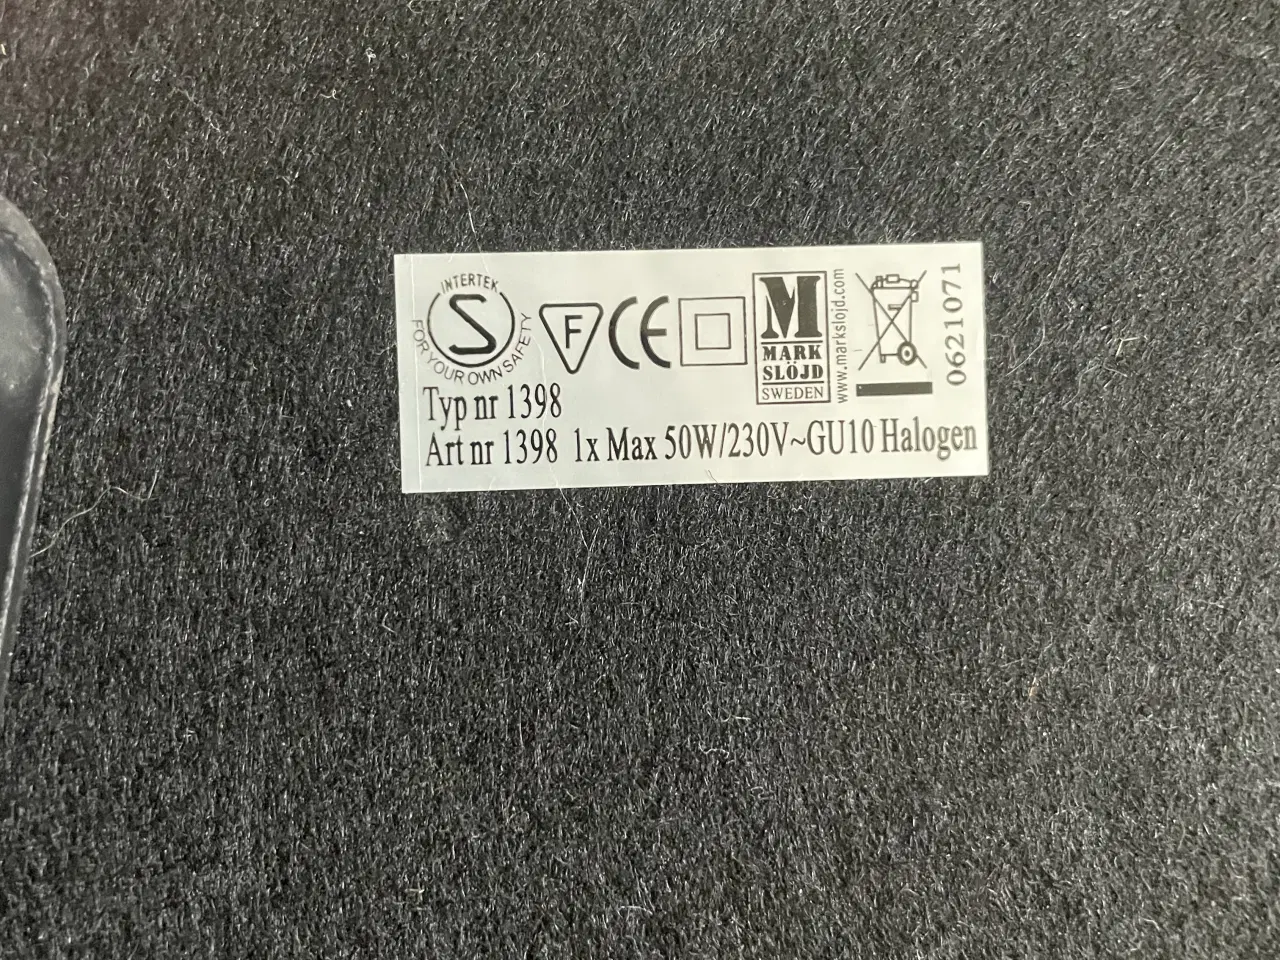 INTERTEK
S
FOR YOUR OWN SAFETY
F
CE
M
MARK
SLÖJD
SWEDEN
www.markslojd.com
0621071
Typ nr 1398
Art nr 1398 1x Max 50W/230V~GU10 Halogen